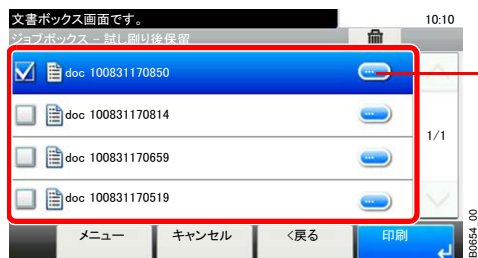 文書ボックス画面です。
10:10
ジョブボックス - 試し刷り後保留
doc 100831170850
doc 100831170814
1/1
doc 100831170659
doc 100831170519
メニュー
キャンセル
<戻る
印刷
B0654_00